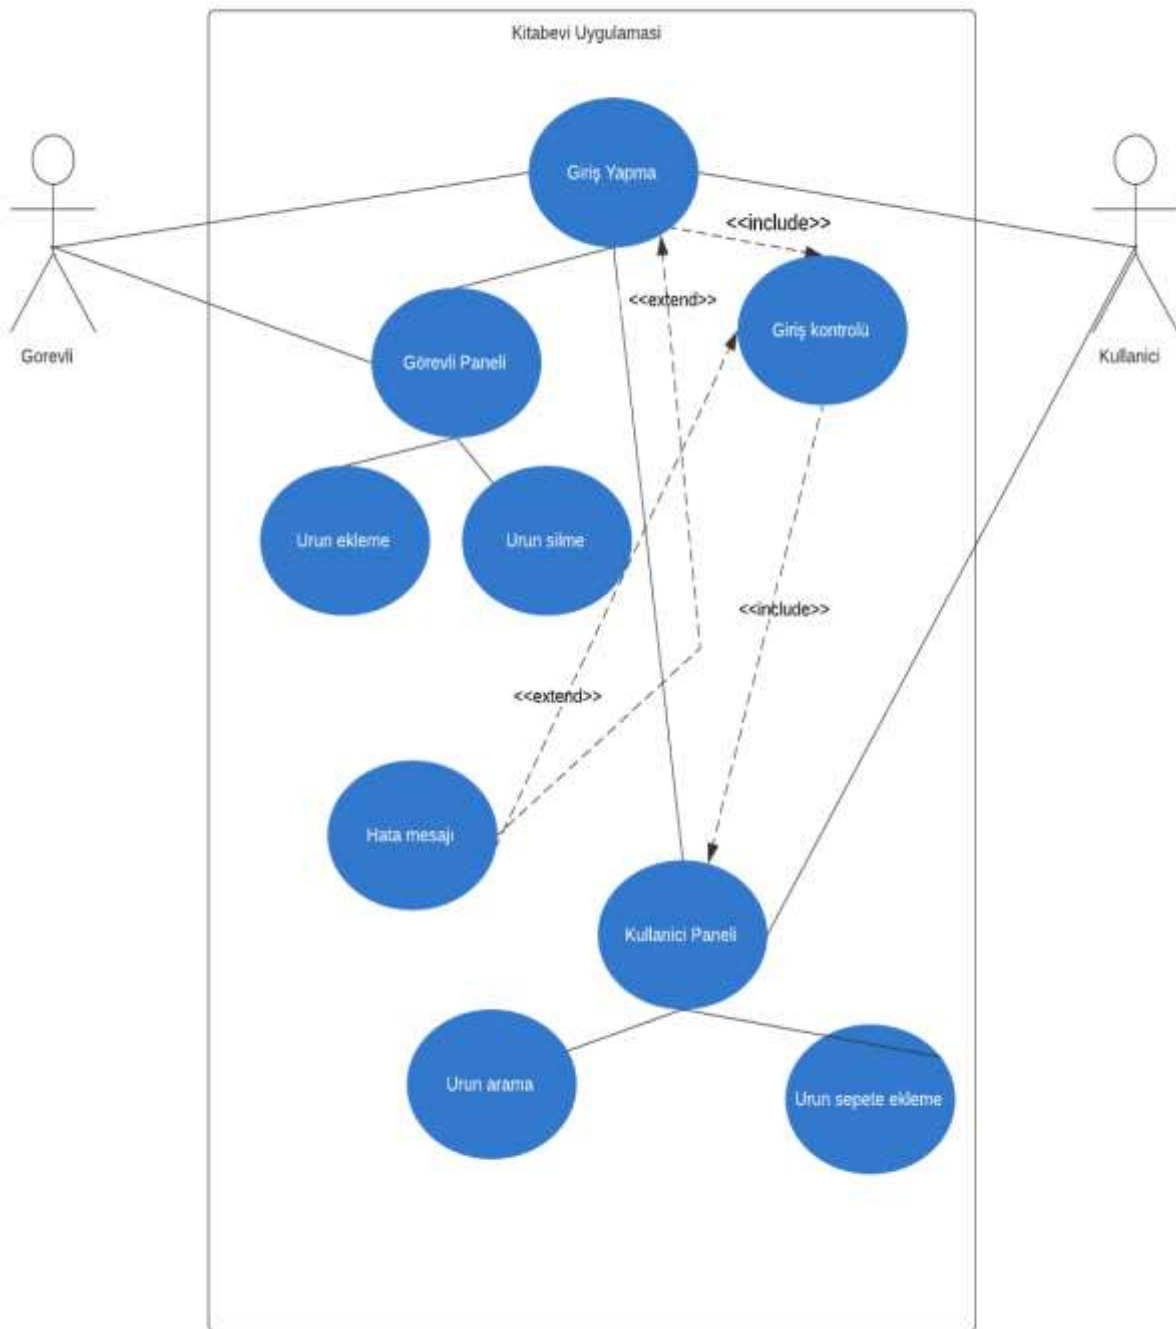 Kitabevi Uygulamasi
Giriş Yapma
<<include>>
<<extend>>
Giriş kontrolü
Gorevli
Kullanici
Görevli Paneli
Urun ekleme
Urun silme
<<include>>
<<extend>>
Hata mesajı
Kullanici Paneli
Urun arama
Urun sepete ekleme